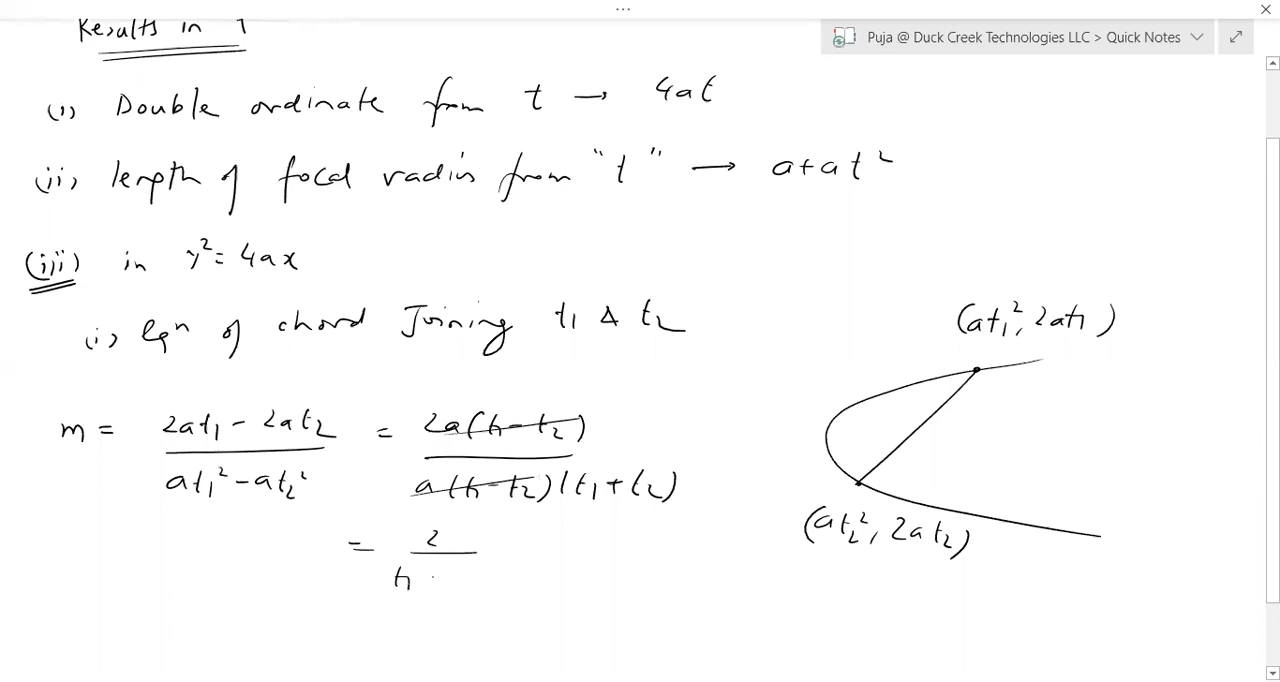 Results in
Puja @ Duck Creek Technologies LLC > Quick Notes
(i) Double ordinate from t → 4at
(ii) length of focal radius from "t" → a+at²
(iii) in y² = 4ax
(i) Eqn of chord Joining t₁ & t₂
(at₁², 2at₁)
m = (2at₁ - 2at₂)/(at₁² - at₂²) = 2a(t₁-t₂)/a(t₁-t₂)(t₁+t₂)
(at₂², 2at₂)
= 2/t₁